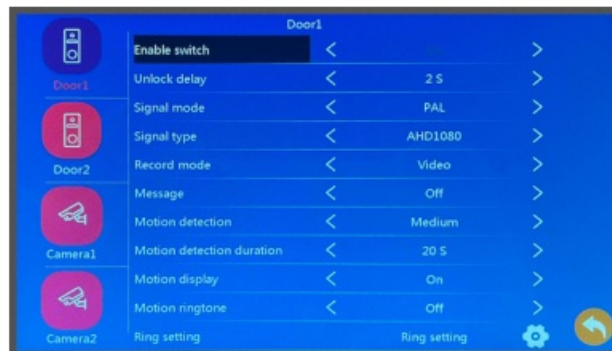 Door1
Enable switch
Unlock delay 2 S
Signal mode PAL
Signal type AHD1080
Record mode Video
Message Off
Motion detection Medium
Motion detection duration 20 S
Motion display On
Motion ringtone Off
Ring setting Ring setting
Door1
Door2
Camera1
Camera2